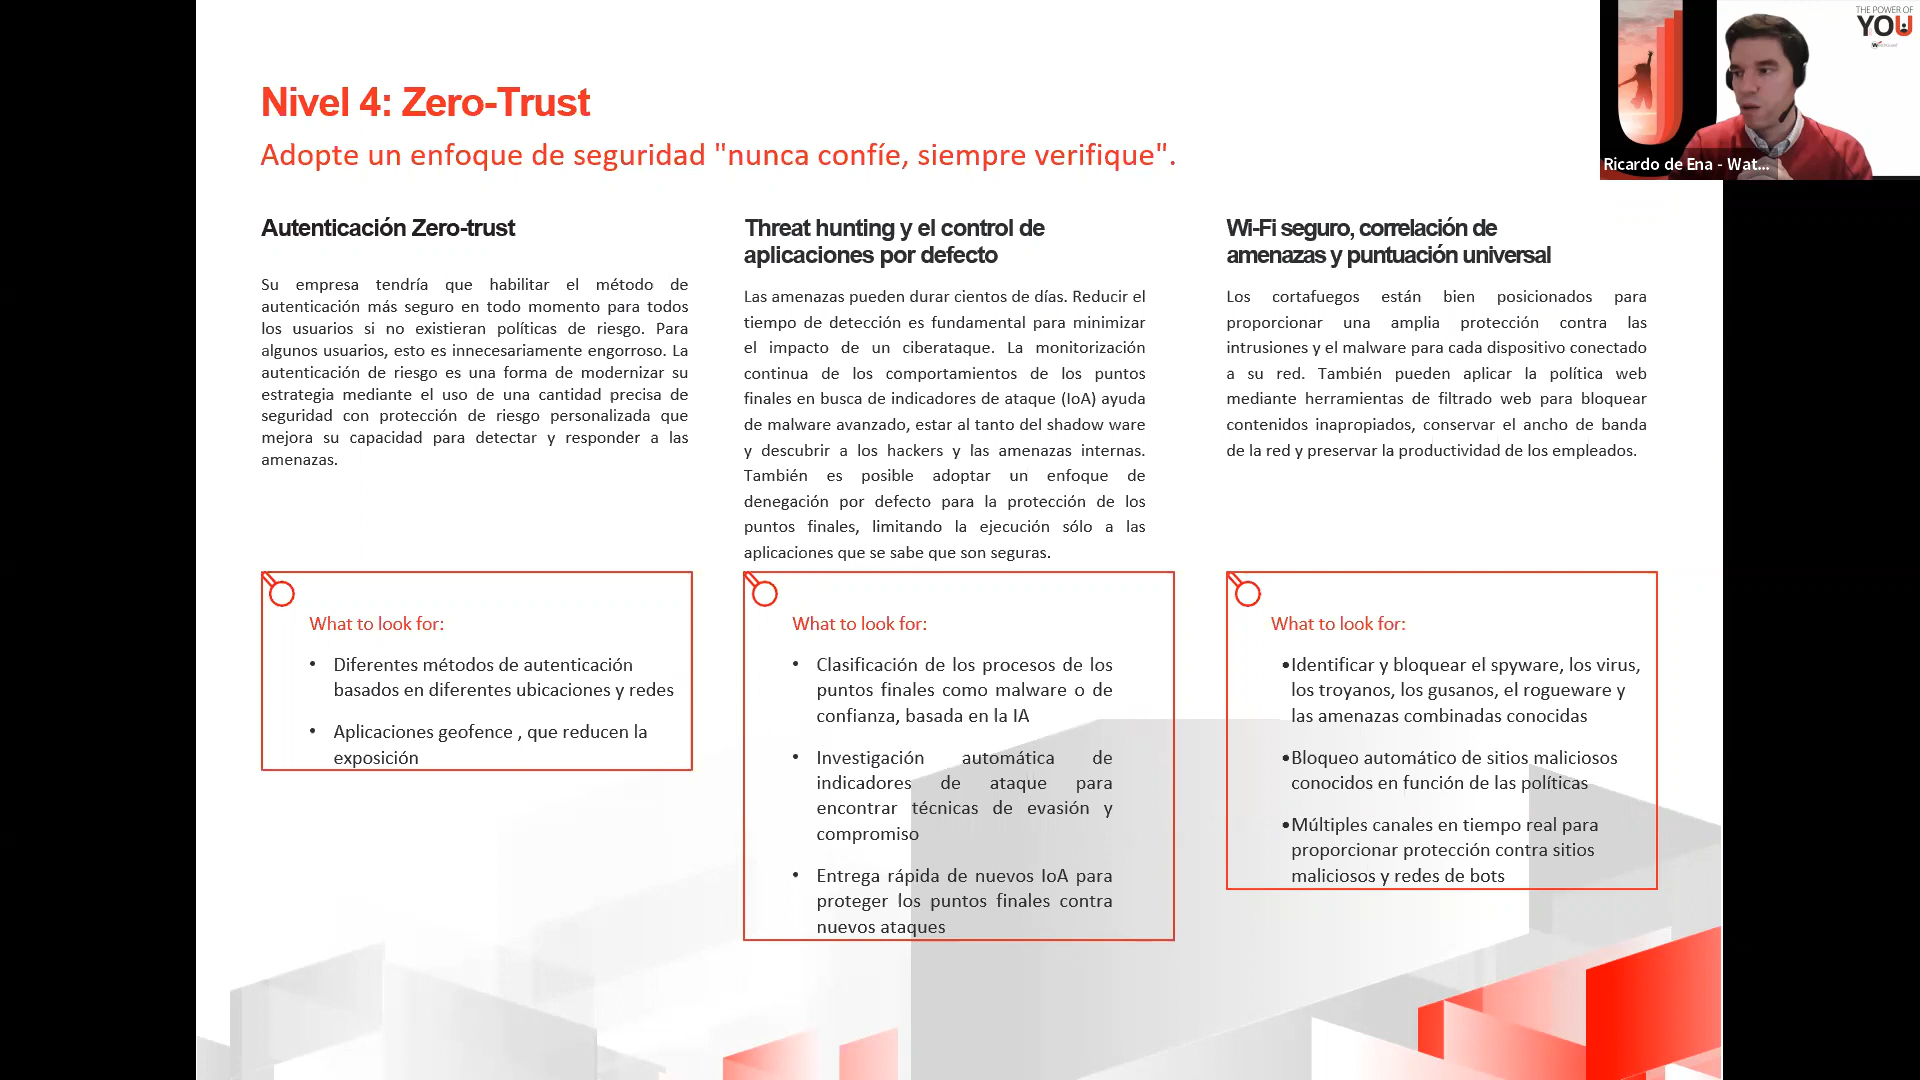 Nivel 4: Zero-Trust
Adopte un enfoque de seguridad "nunca confíe, siempre verifique".
Autenticación Zero-trust
Su empresa tendría que habilitar el método de
autenticación más seguro en todo momento para todos
los usuarios si no existieran políticas de riesgo. Para
algunos usuarios, esto es innecesariamente engorroso. La
autenticación de riesgo es una forma de modernizar su
estrategia mediante el uso de una cantidad precisa de
seguridad con protección de riesgo personalizada que
mejora su capacidad para detectar y responder a las
amenazas.
What to look for:
• Diferentes métodos de autenticación
basados en diferentes ubicaciones y redes
• Aplicaciones geofence , que reducen la
exposición
Threat hunting y el control de
aplicaciones por defecto
Las amenazas pueden durar cientos de días. Reducir el
tiempo de detección es fundamental para minimizar
el impacto de un ciberataque. La monitorización
continua de los comportamientos de los puntos
finales en busca de indicadores de ataque (IoA) ayuda
de malware avanzado, estar al tanto del shadow ware
y descubrir a los hackers y las amenazas internas.
También es posible adoptar un enfoque de
denegación por defecto para la protección de los
puntos finales, limitando la ejecución sólo a las
aplicaciones que se sabe que son seguras.
What to look for:
• Clasificación de los procesos de los
puntos finales como malware o de
confianza, basada en la IA
• Investigación automática de
indicadores de ataque para
encontrar técnicas de evasión y
compromiso
• Entrega rápida de nuevos IoA para
proteger los puntos finales contra
nuevos ataques
Wi-Fi seguro, correlación de
amenazas y puntuación universal
Los cortafuegos están bien posicionados para
proporcionar una amplia protección contra las
intrusiones y el malware para cada dispositivo conectado
a su red. También pueden aplicar la política web
mediante herramientas de filtrado web para bloquear
contenidos inapropiados, conservar el ancho de banda
de la red y preservar la productividad de los empleados.
What to look for:
•Identificar y bloquear el spyware, los virus,
los troyanos, los gusanos, el rogueware y
las amenazas combinadas conocidas
•Bloqueo automático de sitios maliciosos
conocidos en función de las políticas
•Múltiples canales en tiempo real para
proporcionar protección contra sitios
maliciosos y redes de bots
THE POWER OF
YOU
Ricardo de Ena - Wat...